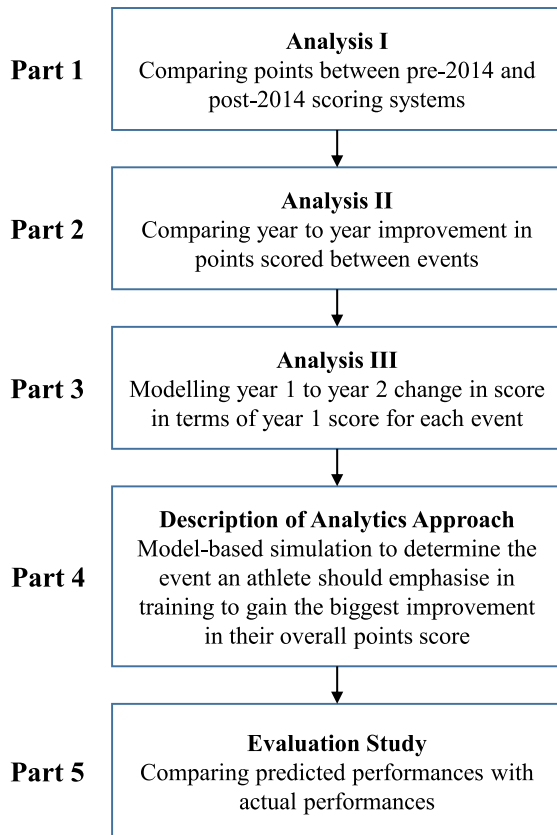 Analysis I
Part 1
Comparing points between pre-2014 and
post-2014 scoring systems
Analysis II
Part 2
Comparing year to year improvement in
points scored between events
Analysis III
Part 3
Modelling year 1 to year 2 change in score
in terms of year 1 score for each event
Description of Analytics Approach
Model-based simulation to determine the
Part 4
event an athlete should emphasise in
training to gain the biggest improvement
in their overall points score
Evaluation Study
Part 5
Comparing predicted performances with
actual performances